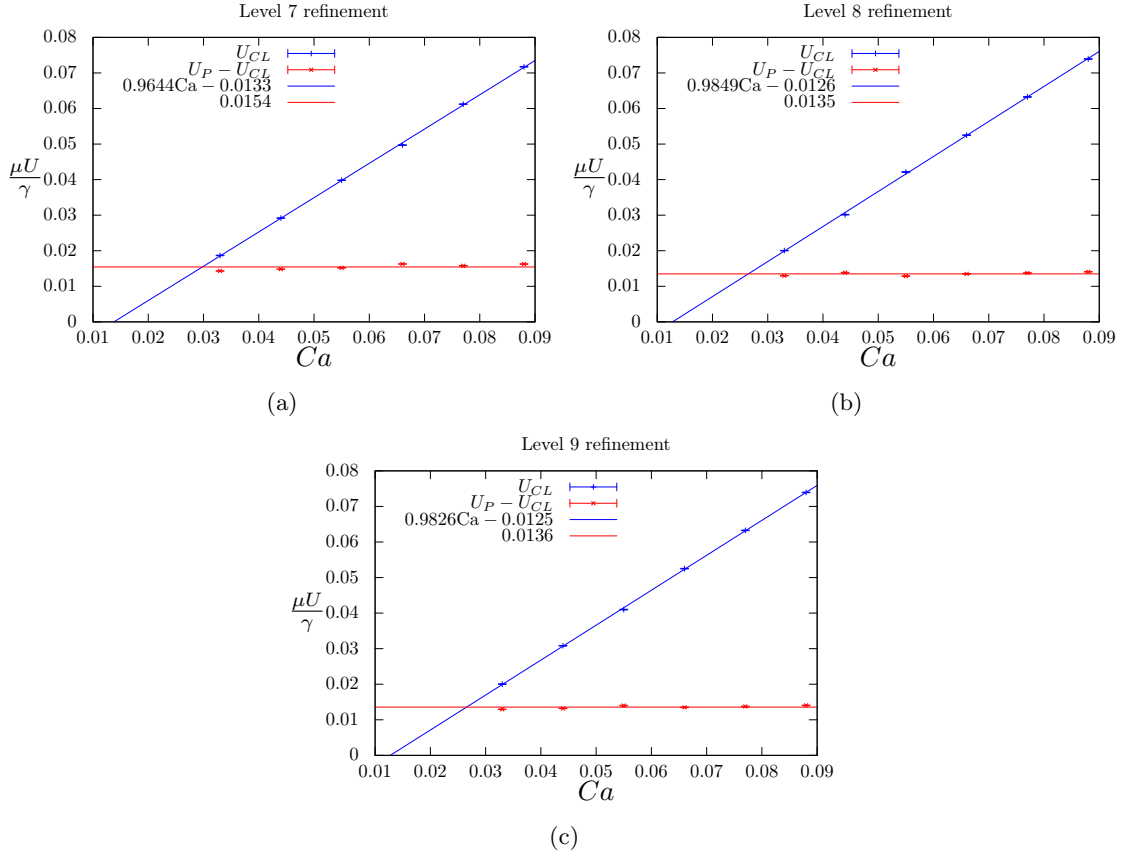 Level 7 refinement
0.08
0.07
0.06
0.05
0.04
0.03
0.02
0.01
0
μU/γ
U_CL
U_P − U_CL
0.9644Ca − 0.0133
0.0154
0.01 0.02 0.03 0.04 0.05 0.06 0.07 0.08 0.09
Ca
(a)
Level 8 refinement
0.08
0.07
0.06
0.05
0.04
0.03
0.02
0.01
0
μU/γ
U_CL
U_P − U_CL
0.9849Ca − 0.0126
0.0135
0.01 0.02 0.03 0.04 0.05 0.06 0.07 0.08 0.09
Ca
(b)
Level 9 refinement
0.08
0.07
0.06
0.05
0.04
0.03
0.02
0.01
0
μU/γ
U_CL
U_P − U_CL
0.9826Ca − 0.0125
0.0136
0.01 0.02 0.03 0.04 0.05 0.06 0.07 0.08 0.09
Ca
(c)